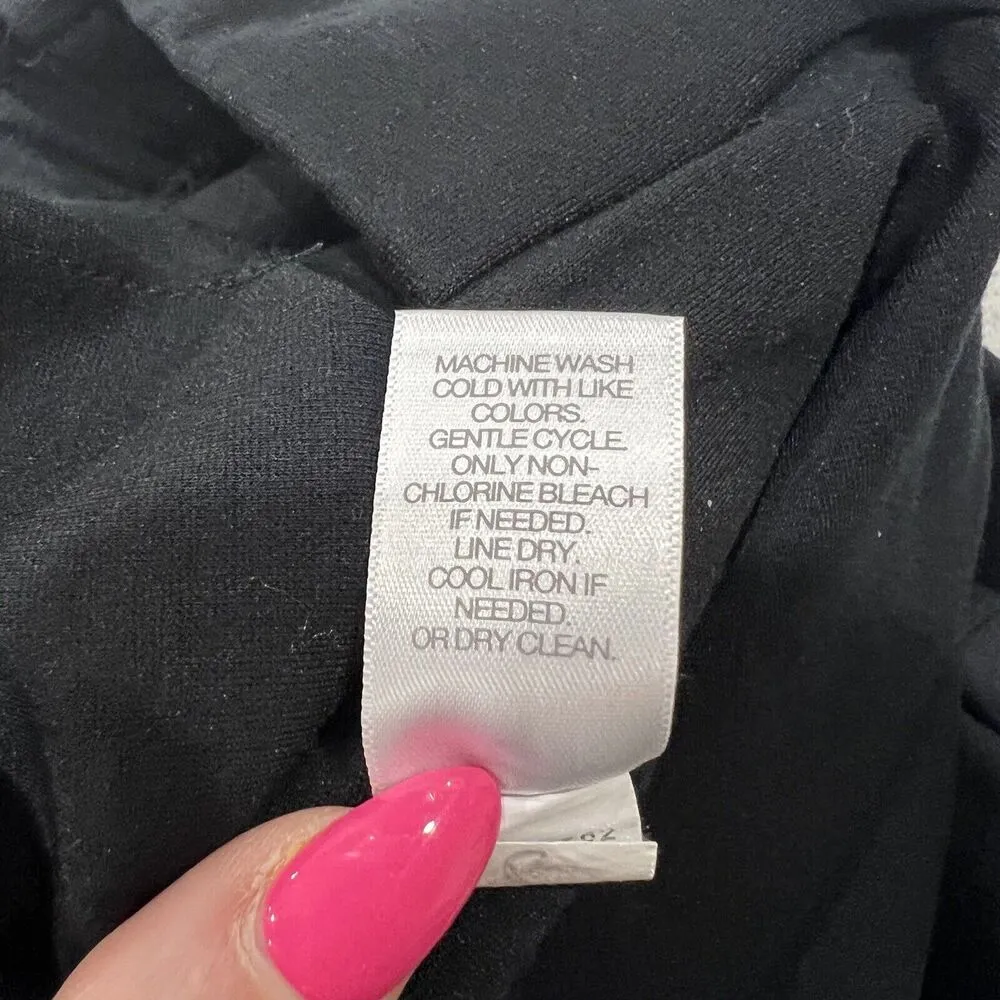 MACHINE WASH
COLD WITH LIKE
COLORS.
GENTLE CYCLE.
ONLY NON-
CHLORINE BLEACH
IF NEEDED.
LINE DRY.
COOL IRON IF
NEEDED.
OR DRY CLEAN.